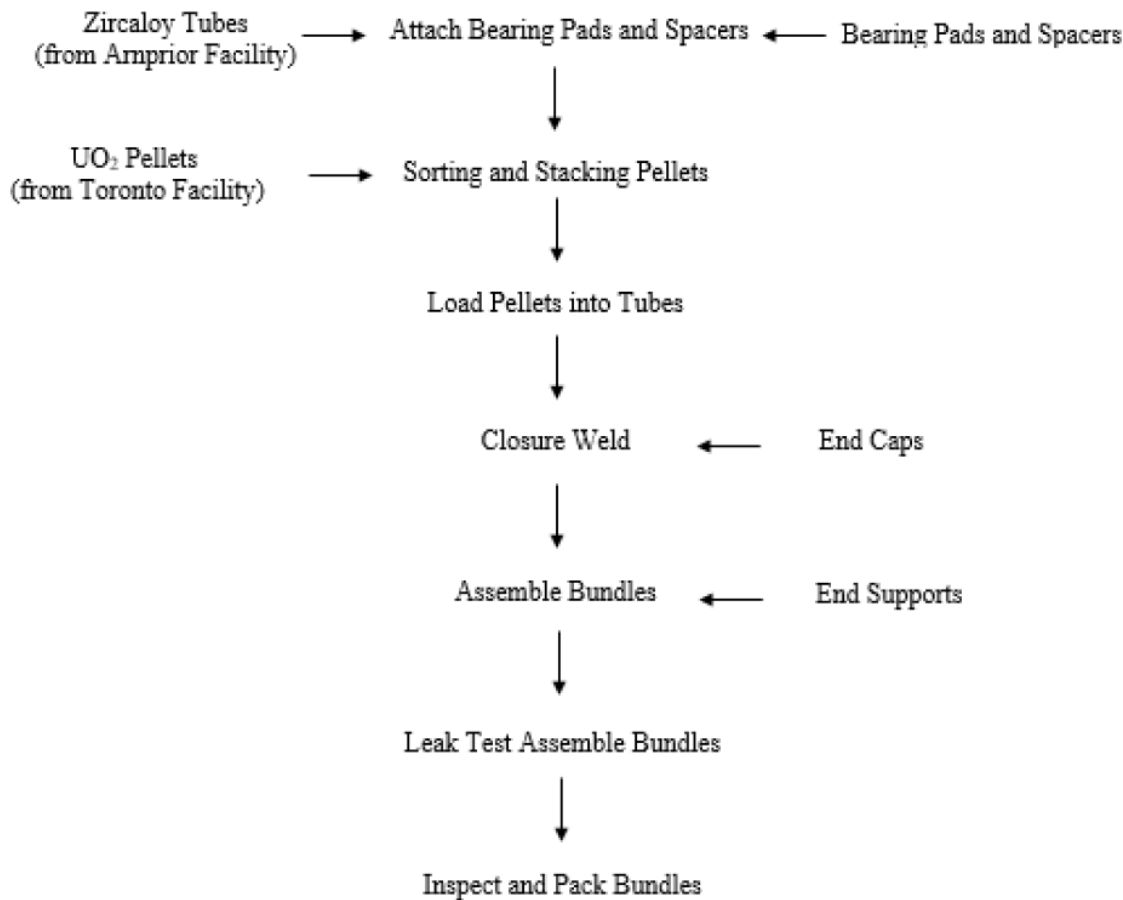 Zircaloy Tubes
(from Arnprior Facility)
Attach Bearing Pads and Spacers
Bearing Pads and Spacers
UO₂ Pellets
(from Toronto Facility)
Sorting and Stacking Pellets
Load Pellets into Tubes
Closure Weld
End Caps
Assemble Bundles
End Supports
Leak Test Assemble Bundles
Inspect and Pack Bundles